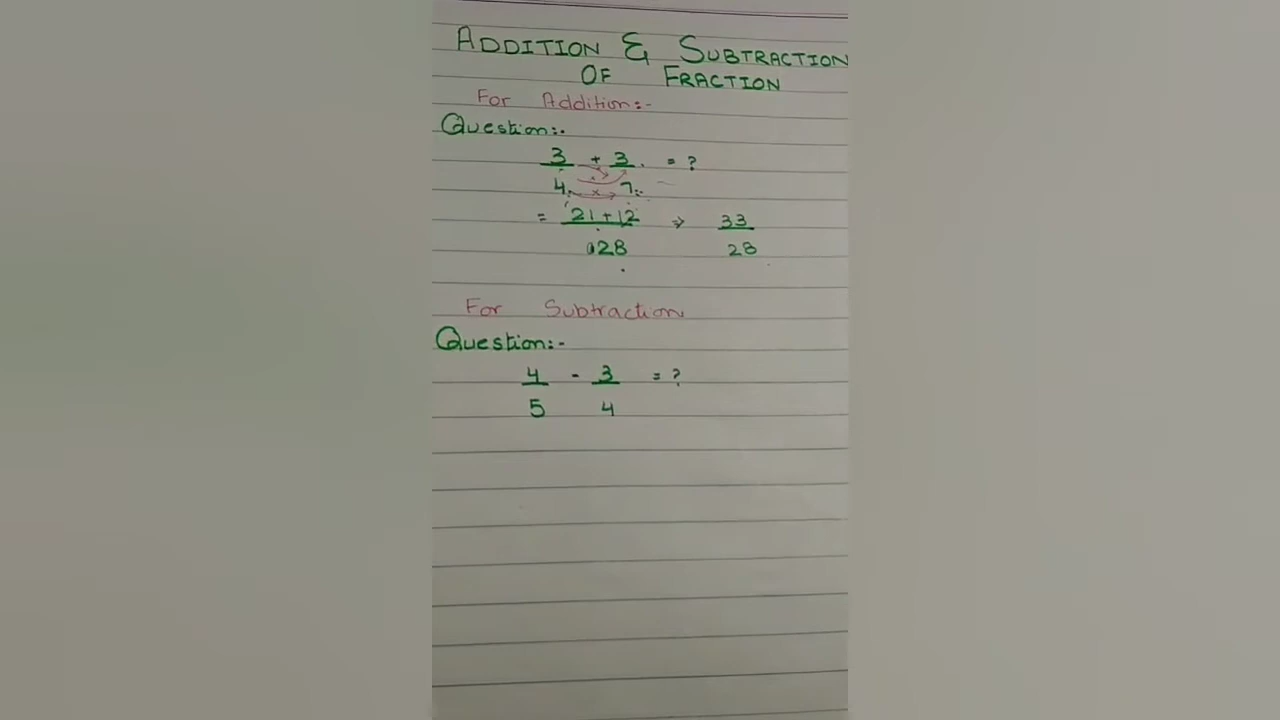 ADDITION & SUBTRACTION
OF FRACTION
For Addition:-
Question:-
3 + 3 = ?
4 × 7
= 21 + 12 ⇒ 33
28 28
For Subtraction
Question:-
4 - 3 = ?
5 4